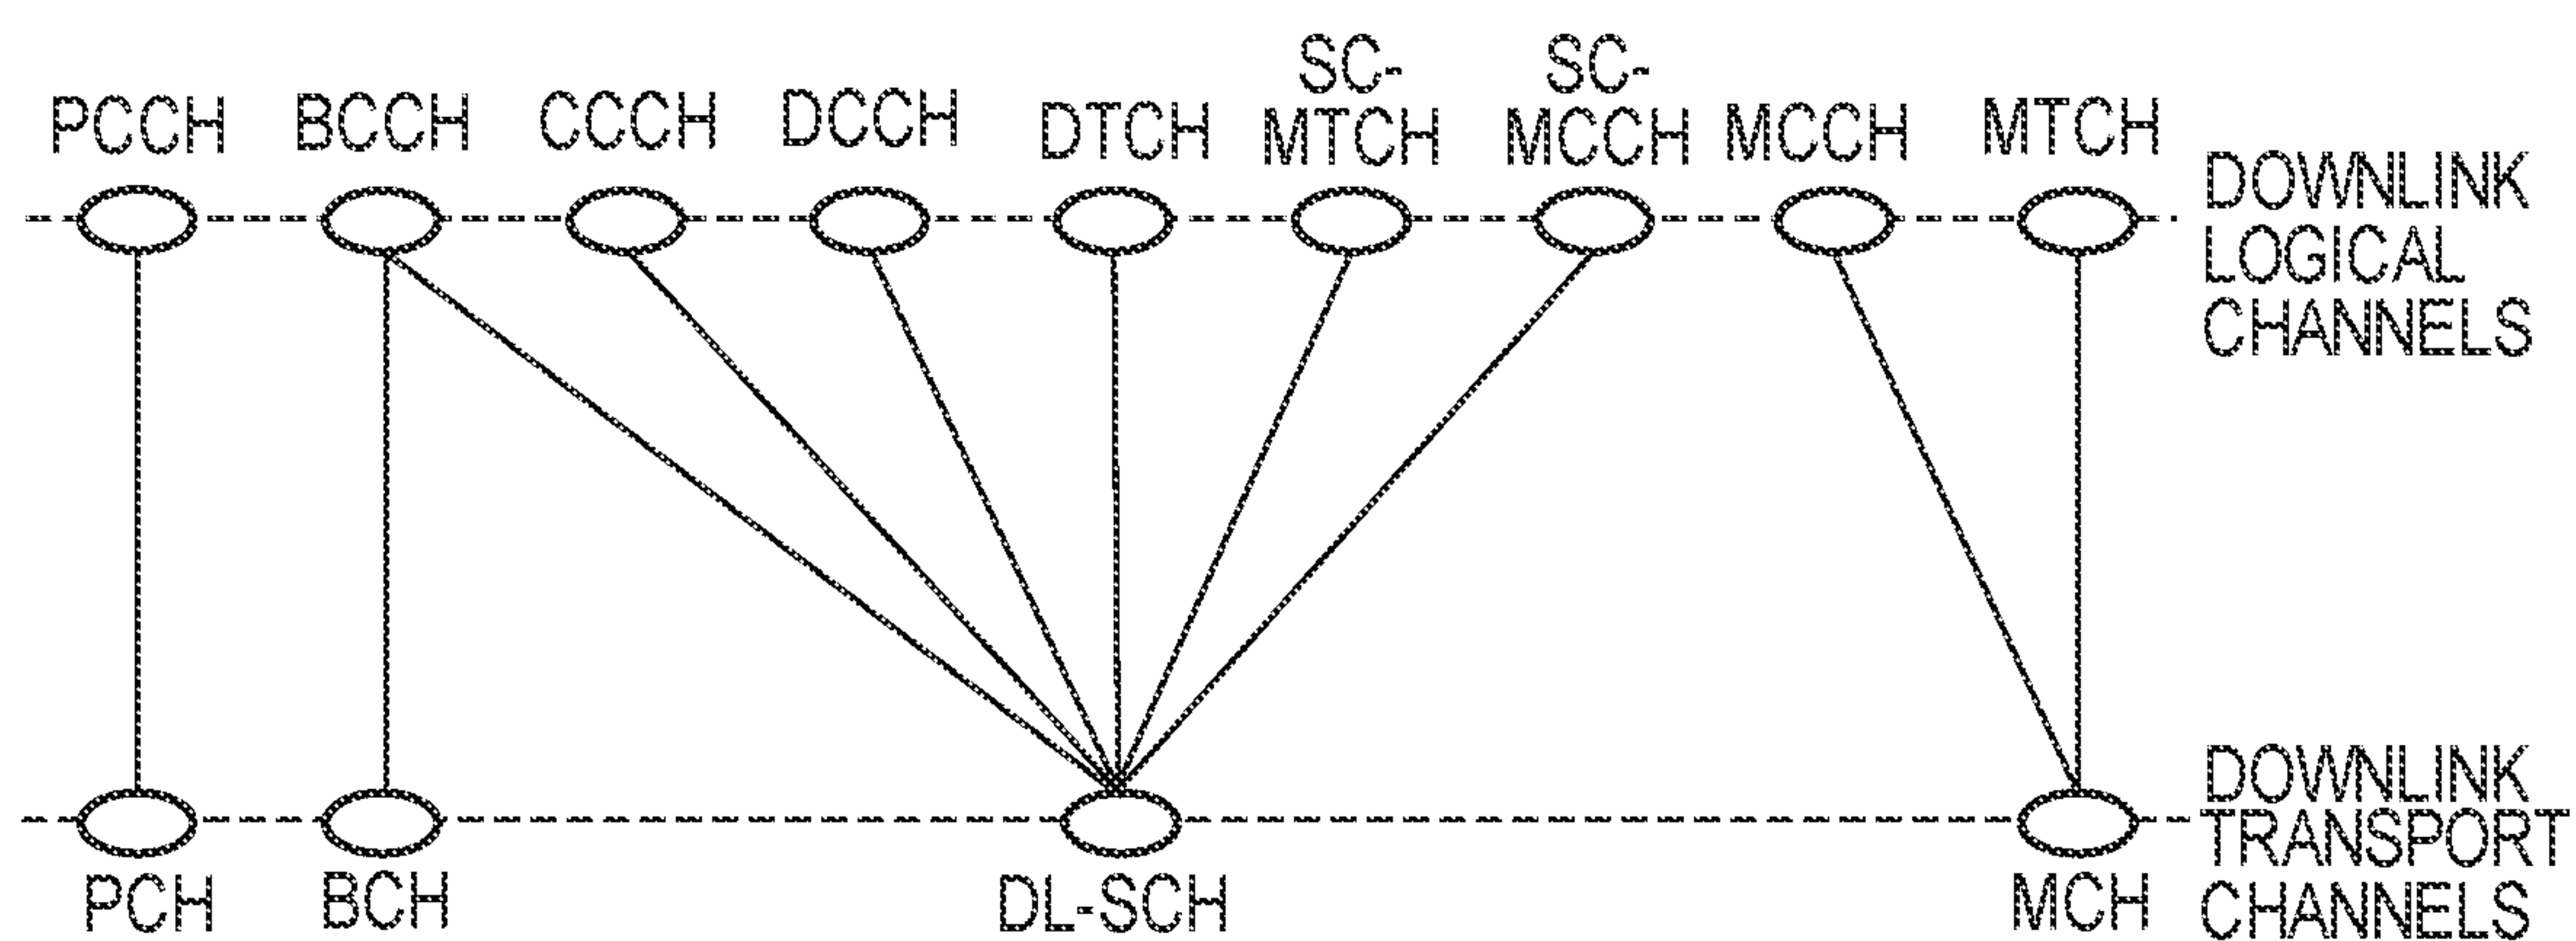 PCCH
BCCH
CCCH
DCCH
DTCH
SC-
MTCH
SC-
MCCH
MCCH
MTCH
DOWNLINK
LOGICAL
CHANNELS
PCH
BCH
DL-SCH
MCH
DOWNLINK
TRANSPORT
CHANNELS